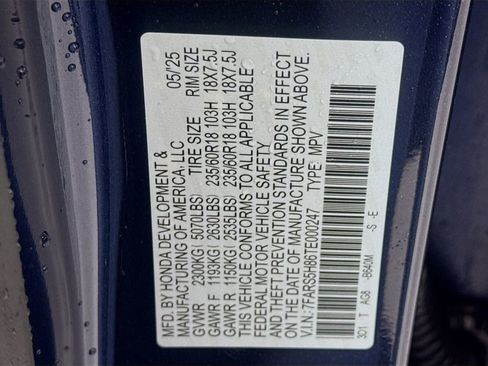 MFD. BY HONDA DEVELOPMENT & 05/25
MANUFACTURING OF AMERICA, LLC
GVWR 2300KG( 5070LBS) TIRE SIZE RIM SIZE
GAWR F 1193KG( 2630LBS) 235/60R18 103H 18X7.5J
GAWR R 1150KG( 2535LBS) 235/60R18 103H 18X7.5J
THIS VEHICLE CONFORMS TO ALL APPLICABLE
FEDERAL MOTOR VEHICLE SAFETY
AND THEFT PREVENTION STANDARDS IN EFFECT
ON THE DATE OF MANUFACTURE SHOWN ABOVE.
V.I.N: 7FARS5H86TE000247 TYPE: MPV
3D1 T AG8 -B640M -S -E